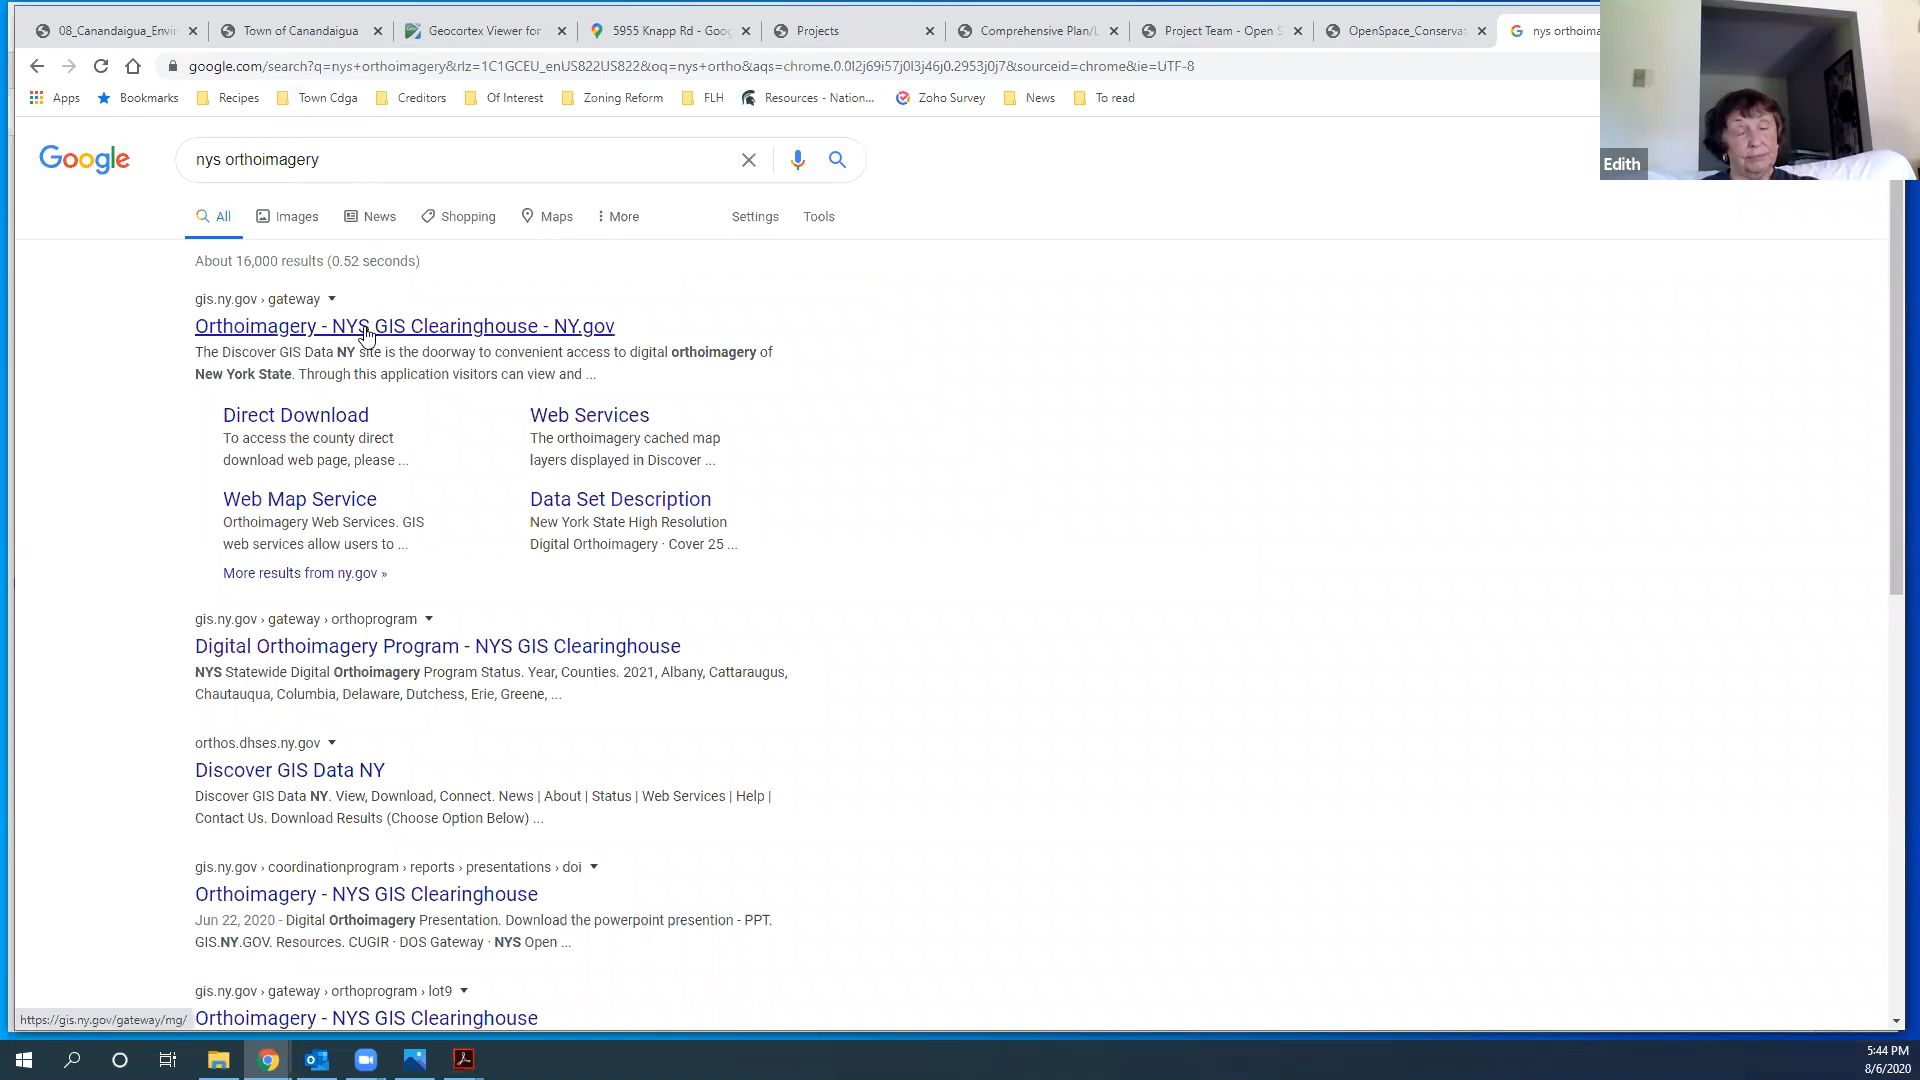 08_Canandaigua_Envi
Town of Canandaigua
Geocortex Viewer for
5955 Knapp Rd - Goo
Projects
Comprehensive Plan/
Project Team - Open
OpenSpace_Conserva
nys orthoima
google.com/search?q=nys+orthoimagery&rlz=1C1GCEU_enUS822US822&oq=nys+ortho&aqs=chrome.0.0l2j69i57j0l3j46j0.2953j0j7&sourceid=chrome&ie=UTF-8
Apps
Bookmarks
Recipes
Town Cdga
Creditors
Of Interest
Zoning Reform
FLH
Resources - Nation...
Zoho Survey
News
To read
Edith
Google
nys orthoimagery
All
Images
News
Shopping
Maps
More
Settings
Tools
About 16,000 results (0.52 seconds)
gis.ny.gov › gateway
Orthoimagery - NYS GIS Clearinghouse - NY.gov
The Discover GIS Data NY site is the doorway to convenient access to digital orthoimagery of
New York State. Through this application visitors can view and ...
Direct Download
To access the county direct
download web page, please ...
Web Services
The orthoimagery cached map
layers displayed in Discover ...
Web Map Service
Orthoimagery Web Services. GIS
web services allow users to ...
Data Set Description
New York State High Resolution
Digital Orthoimagery · Cover 25 ...
More results from ny.gov »
gis.ny.gov › gateway › orthoprogram
Digital Orthoimagery Program - NYS GIS Clearinghouse
NYS Statewide Digital Orthoimagery Program Status. Year, Counties. 2021, Albany, Cattaraugus,
Chautauqua, Columbia, Delaware, Dutchess, Erie, Greene, ...
orthos.dhses.ny.gov
Discover GIS Data NY
Discover GIS Data NY. View, Download, Connect. News | About | Status | Web Services | Help |
Contact Us. Download Results (Choose Option Below) ...
gis.ny.gov › coordinationprogram › reports › presentations › doi
Orthoimagery - NYS GIS Clearinghouse
Jun 22, 2020 - Digital Orthoimagery Presentation. Download the powerpoint presention - PPT.
GIS.NY.GOV. Resources. CUGIR · DOS Gateway · NYS Open ...
gis.ny.gov › gateway › orthoprogram › lot9
Orthoimagery - NYS GIS Clearinghouse
https://gis.ny.gov/gateway/mg/
5:44 PM
8/6/2020